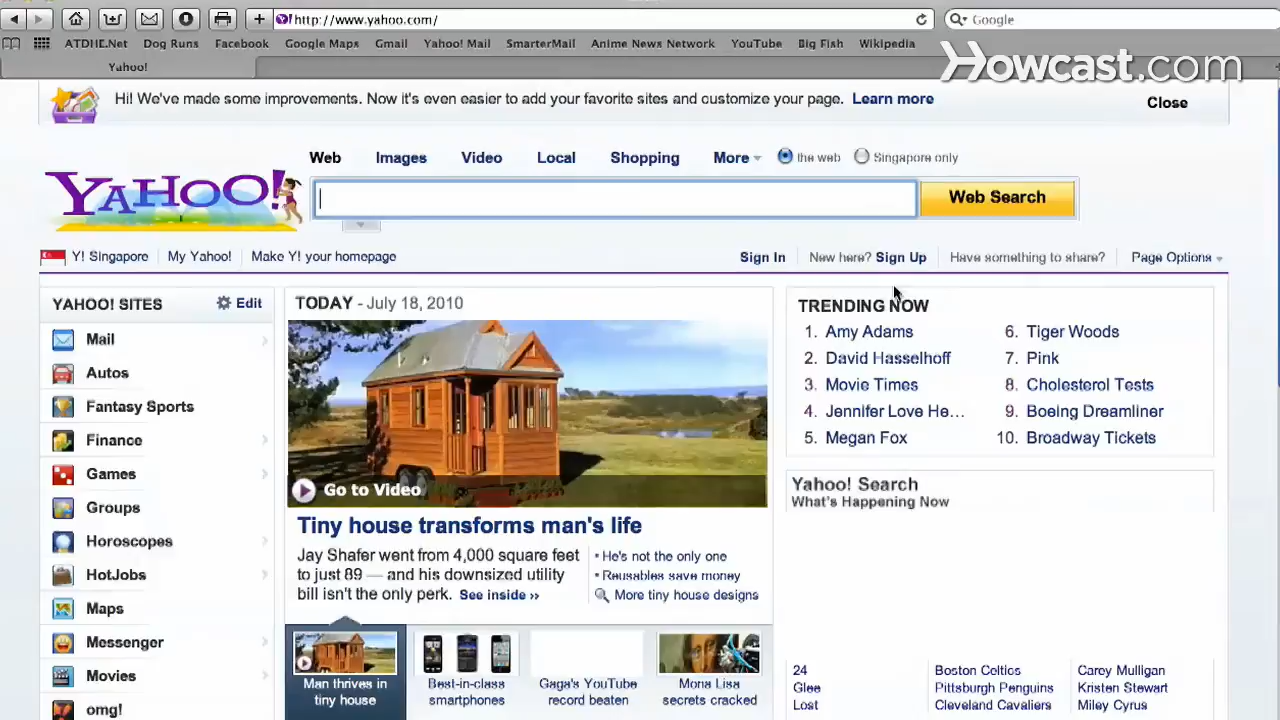 http://www.yahoo.com/
Google
ATDHE.Net Dog Runs Facebook Google Maps Gmail Yahoo! Mail SmarterMail Anime News Network YouTube Big Fish Wikipedia
Howcast.com
Yahoo!
Hi! We've made some improvements. Now it's even easier to add your favorite sites and customize your page. Learn more
Close
Web Images Video Local Shopping More the web Singapore only
YAHOO!
Web Search
Y! Singapore My Yahoo! Make Y! your homepage
Sign In New here? Sign Up Have something to share? Page Options
YAHOO! SITES Edit
Mail
Autos
Fantasy Sports
Finance
Games
Groups
Horoscopes
HotJobs
Maps
Messenger
Movies
omg!
TODAY - July 18, 2010
Go to Video
Tiny house transforms man's life
Jay Shafer went from 4,000 square feet
to just 89 — and his downsized utility
bill isn't the only perk. See inside ››
• He's not the only one
• Reusables save money
More tiny house designs
Man thrives in
tiny house
Best-in-class
smartphones
Gaga's YouTube
record beaten
Mona Lisa
secrets cracked
TRENDING NOW
1. Amy Adams
2. David Hasselhoff
3. Movie Times
4. Jennifer Love He...
5. Megan Fox
6. Tiger Woods
7. Pink
8. Cholesterol Tests
9. Boeing Dreamliner
10. Broadway Tickets
Yahoo! Search
What's Happening Now
24
Glee
Lost
Boston Celtics
Pittsburgh Penguins
Cleveland Cavaliers
Carey Mulligan
Kristen Stewart
Miley Cyrus